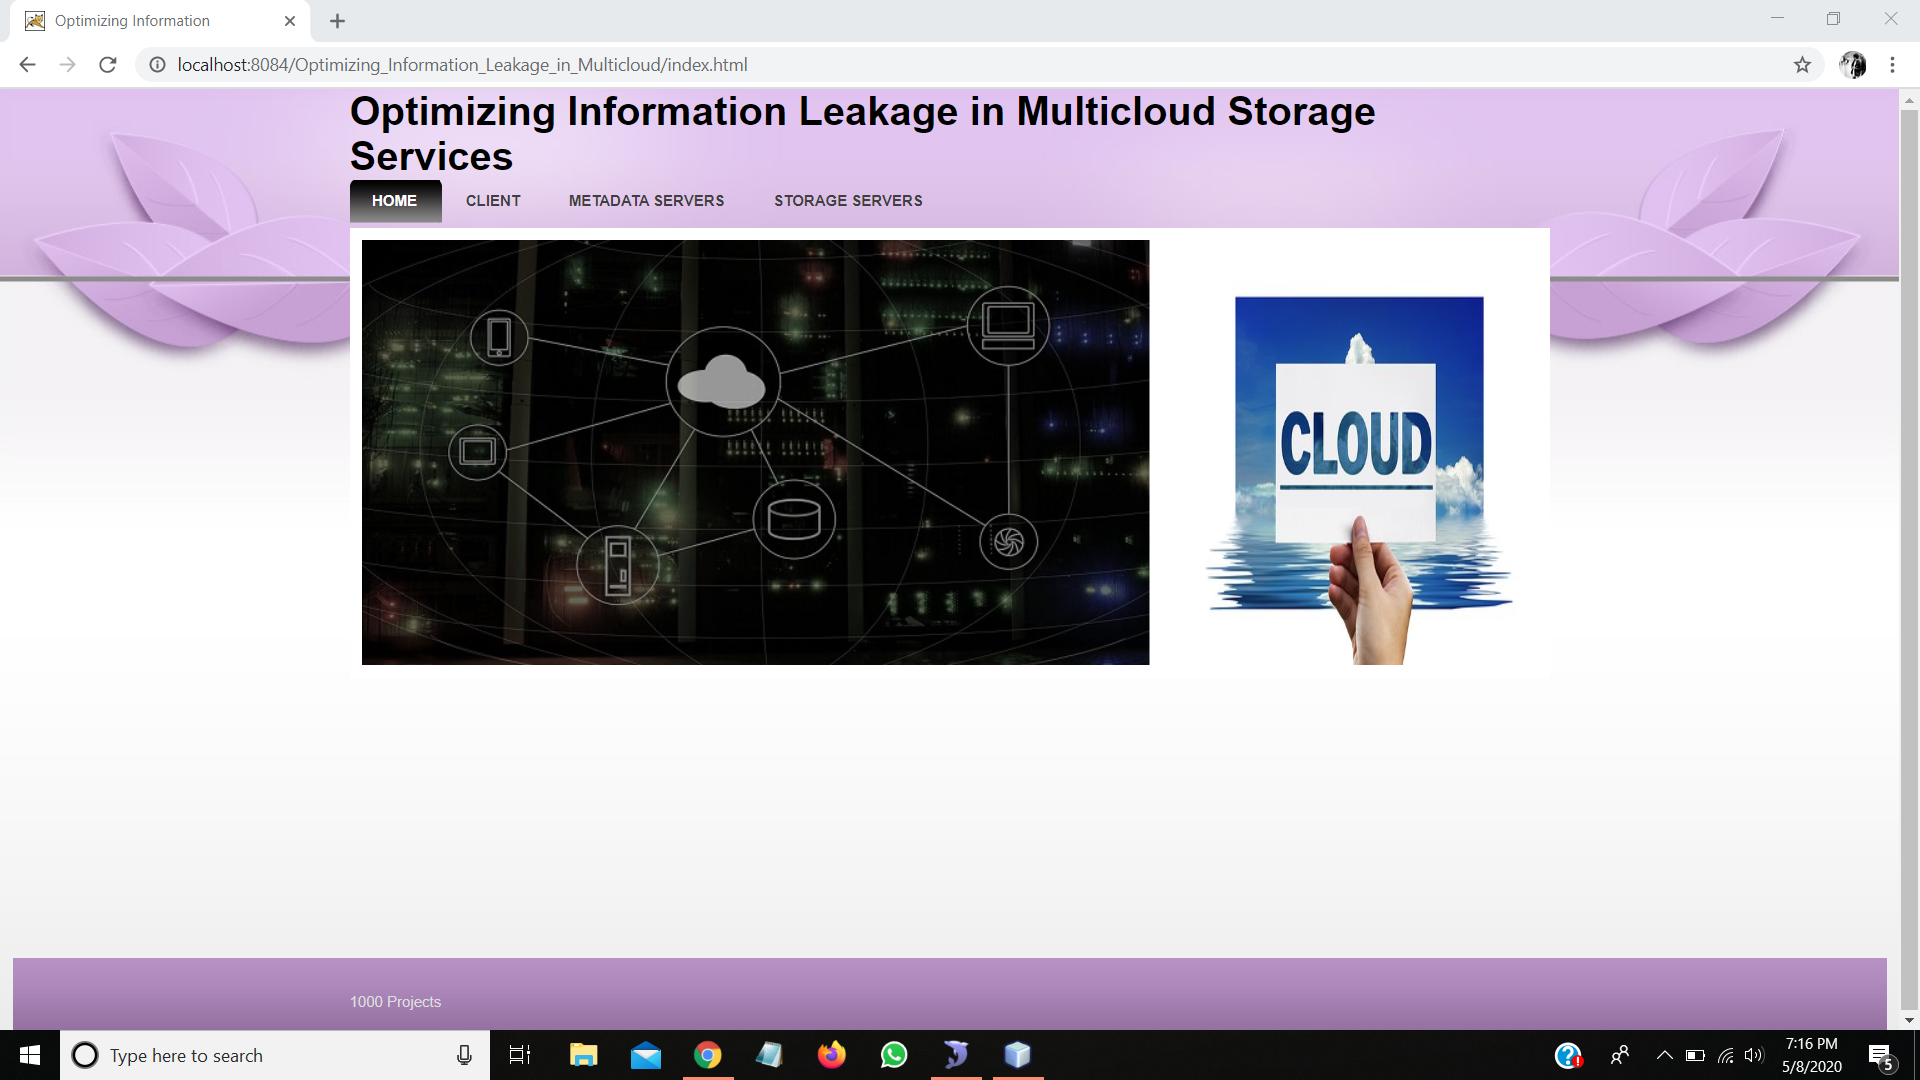 Optimizing Information
localhost:8084/Optimizing_Information_Leakage_in_Multicloud/index.html
Optimizing Information Leakage in Multicloud Storage
Services
HOME CLIENT METADATA SERVERS STORAGE SERVERS
CLOUD
1000 Projects
Type here to search
7:16 PM
5/8/2020
5